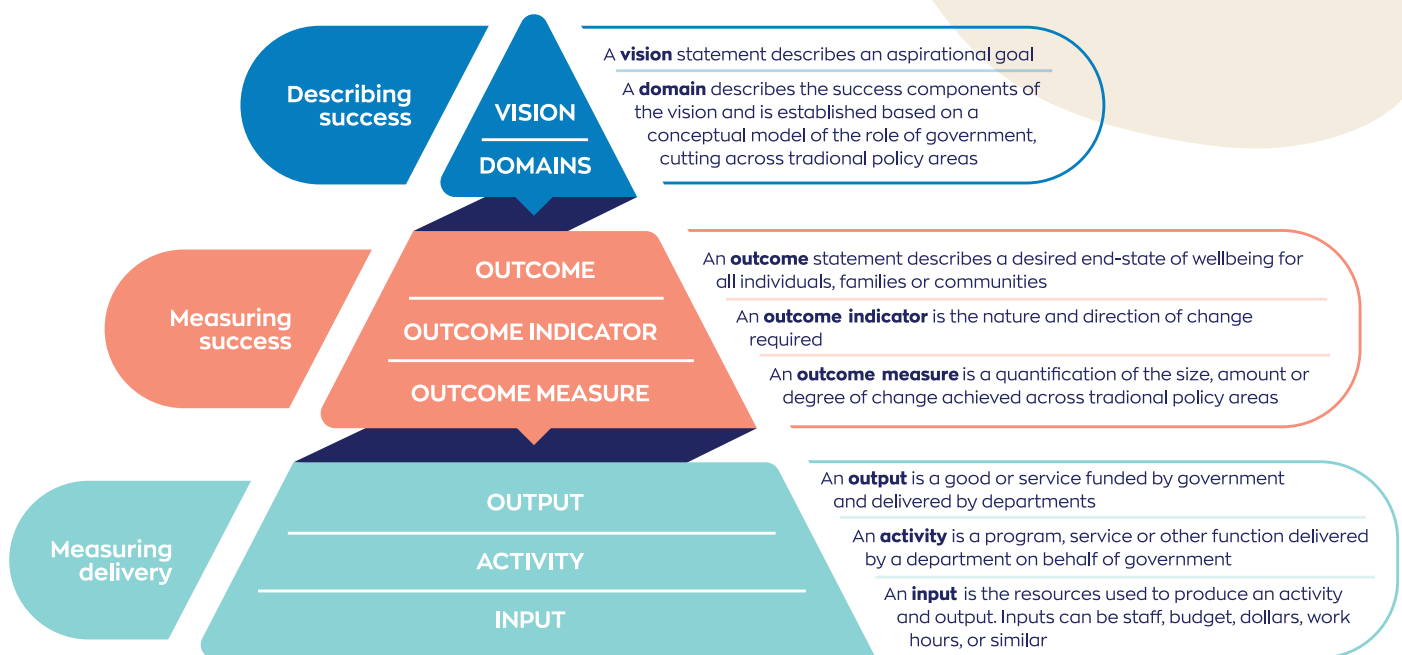 Describing
success
VISION
DOMAINS
A vision statement describes an aspirational goal
A domain describes the success components of
the vision and is established based on a
conceptual model of the role of government,
cutting across tradional policy areas
Measuring
success
OUTCOME
OUTCOME INDICATOR
OUTCOME MEASURE
An outcome statement describes a desired end-state of wellbeing for
all individuals, families or communities
An outcome indicator is the nature and direction of change
required
An outcome measure is a quantification of the size, amount or
degree of change achieved across tradional policy areas
Measuring
delivery
OUTPUT
ACTIVITY
INPUT
An output is a good or service funded by government
and delivered by departments
An activity is a program, service or other function delivered
by a department on behalf of government
An input is the resources used to produce an activity
and output. Inputs can be staff, budget, dollars, work
hours, or similar